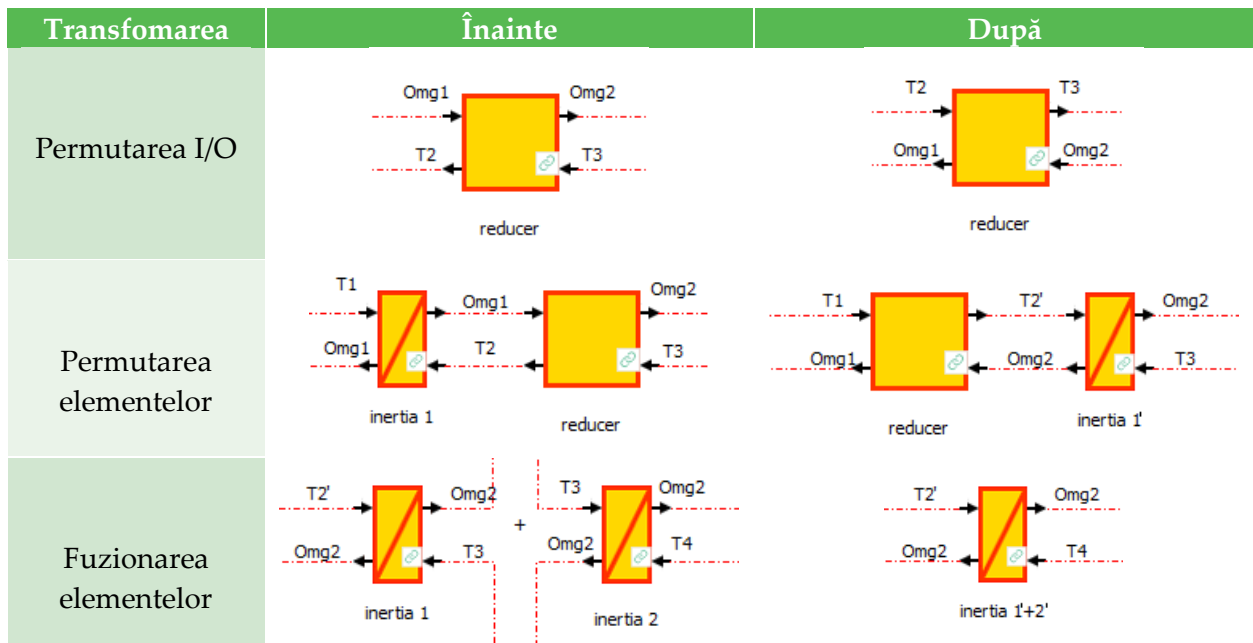 Transfomarea Înainte După
Permutarea I/O
Omg1 Omg2
T2 T3
reducer
T2 T3
Omg1 Omg2
reducer
Permutarea
elementelor
T1 Omg1 Omg2
Omg1 T2 T3
inertia 1 reducer
T1 T2' Omg2
Omg1 Omg2 T3
reducer inertia 1'
Fuzionarea
elementelor
T2' Omg2 T3 Omg2
+
Omg2 T3 Omg2 T4
inertia 1 inertia 2
T2' Omg2
Omg2 T4
inertia 1'+2'